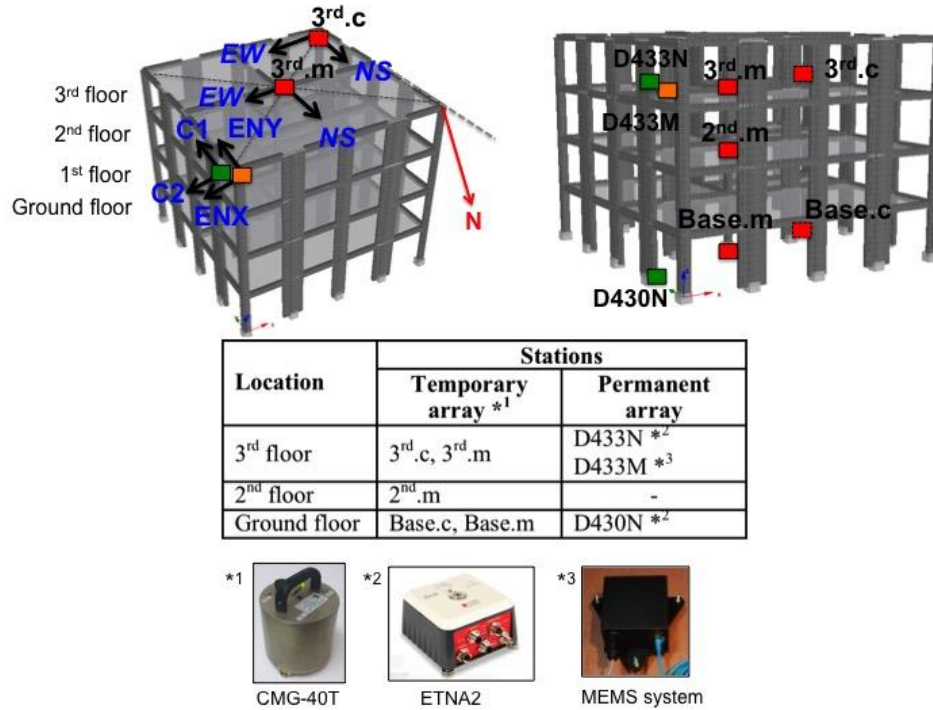 3rd.c
EW
3rd.m
NS
EW
NS
3rd floor
2nd floor
1st floor
Ground floor
C1
ENY
C2
ENX
N
D433N
3rd.m
3rd.c
D433M
2nd.m
Base.m
Base.c
D430N
Location
Stations
Temporary array *1
Permanent array
3rd floor
3rd.c, 3rd.m
D433N *2
D433M *3
2nd floor
2nd.m
-
Ground floor
Base.c, Base.m
D430N *2
*1
*2
*3
CMG-40T
ETNA2
MEMS system